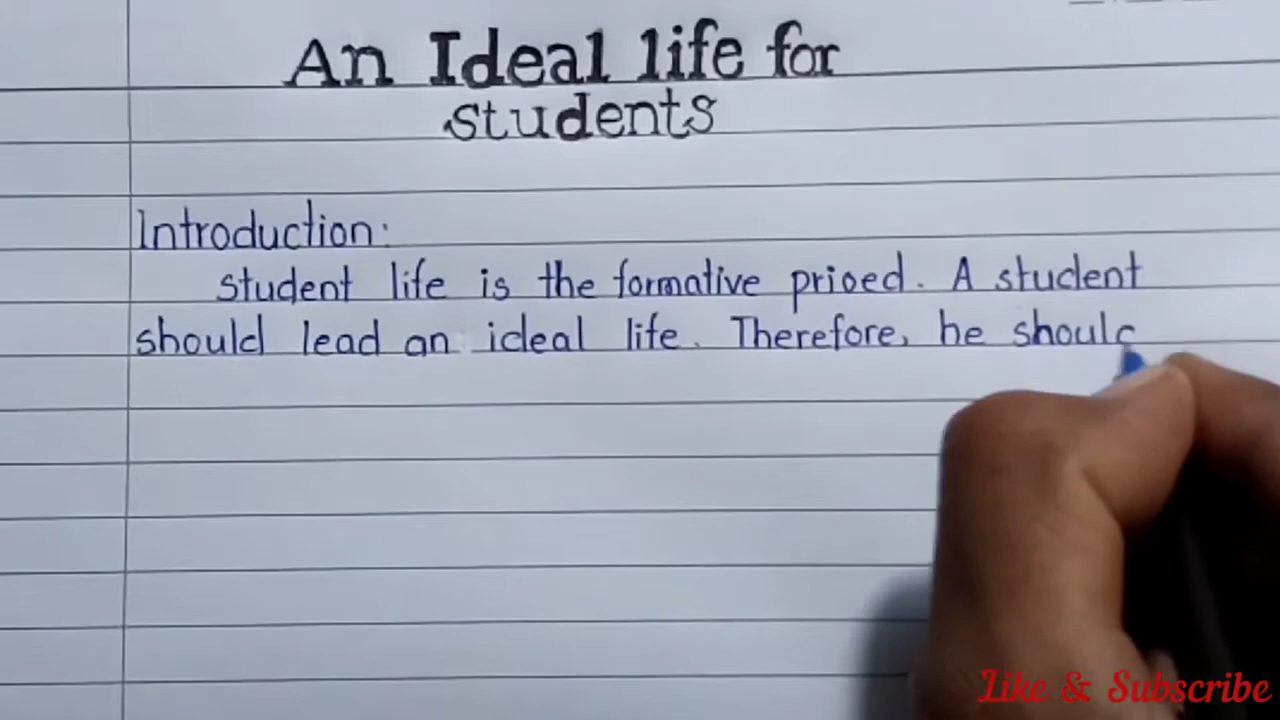 An Ideal life for
students
Introduction:
student life is the formative prioed. A student
should lead an ideal life. Therefore, he shoulc
Like & Subscribe